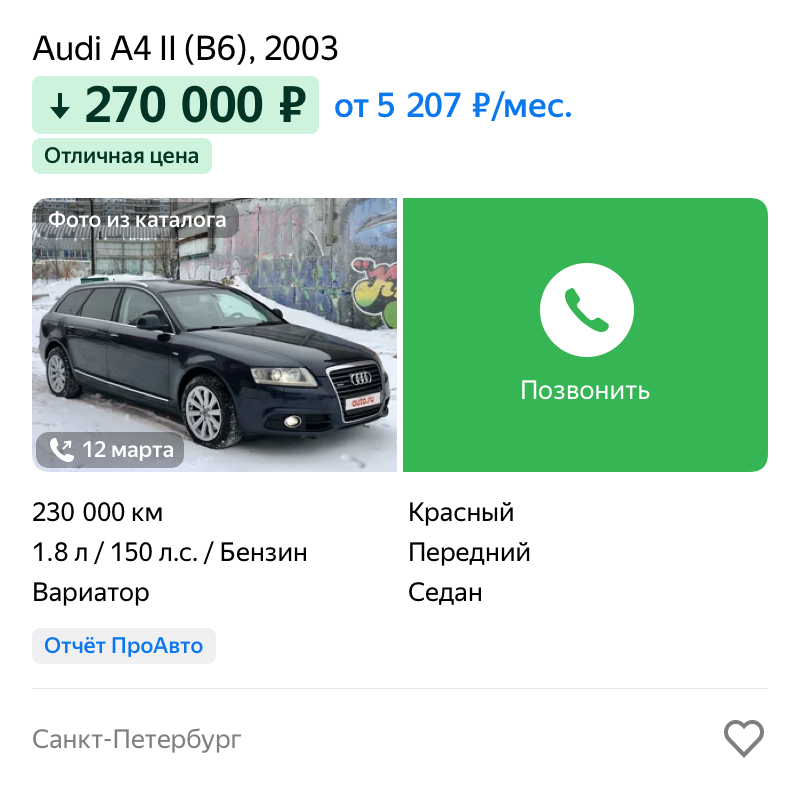 Audi A4 II (B6), 2003
↓ 270 000 ₽ от 5 207 ₽/мес.
Отличная цена
Фото из каталога
auto.ru
12 марта
Позвонить
230 000 км
Красный
1.8 л / 150 л.с. / Бензин
Передний
Вариатор
Седан
Отчёт ПроАвто
Санкт-Петербург